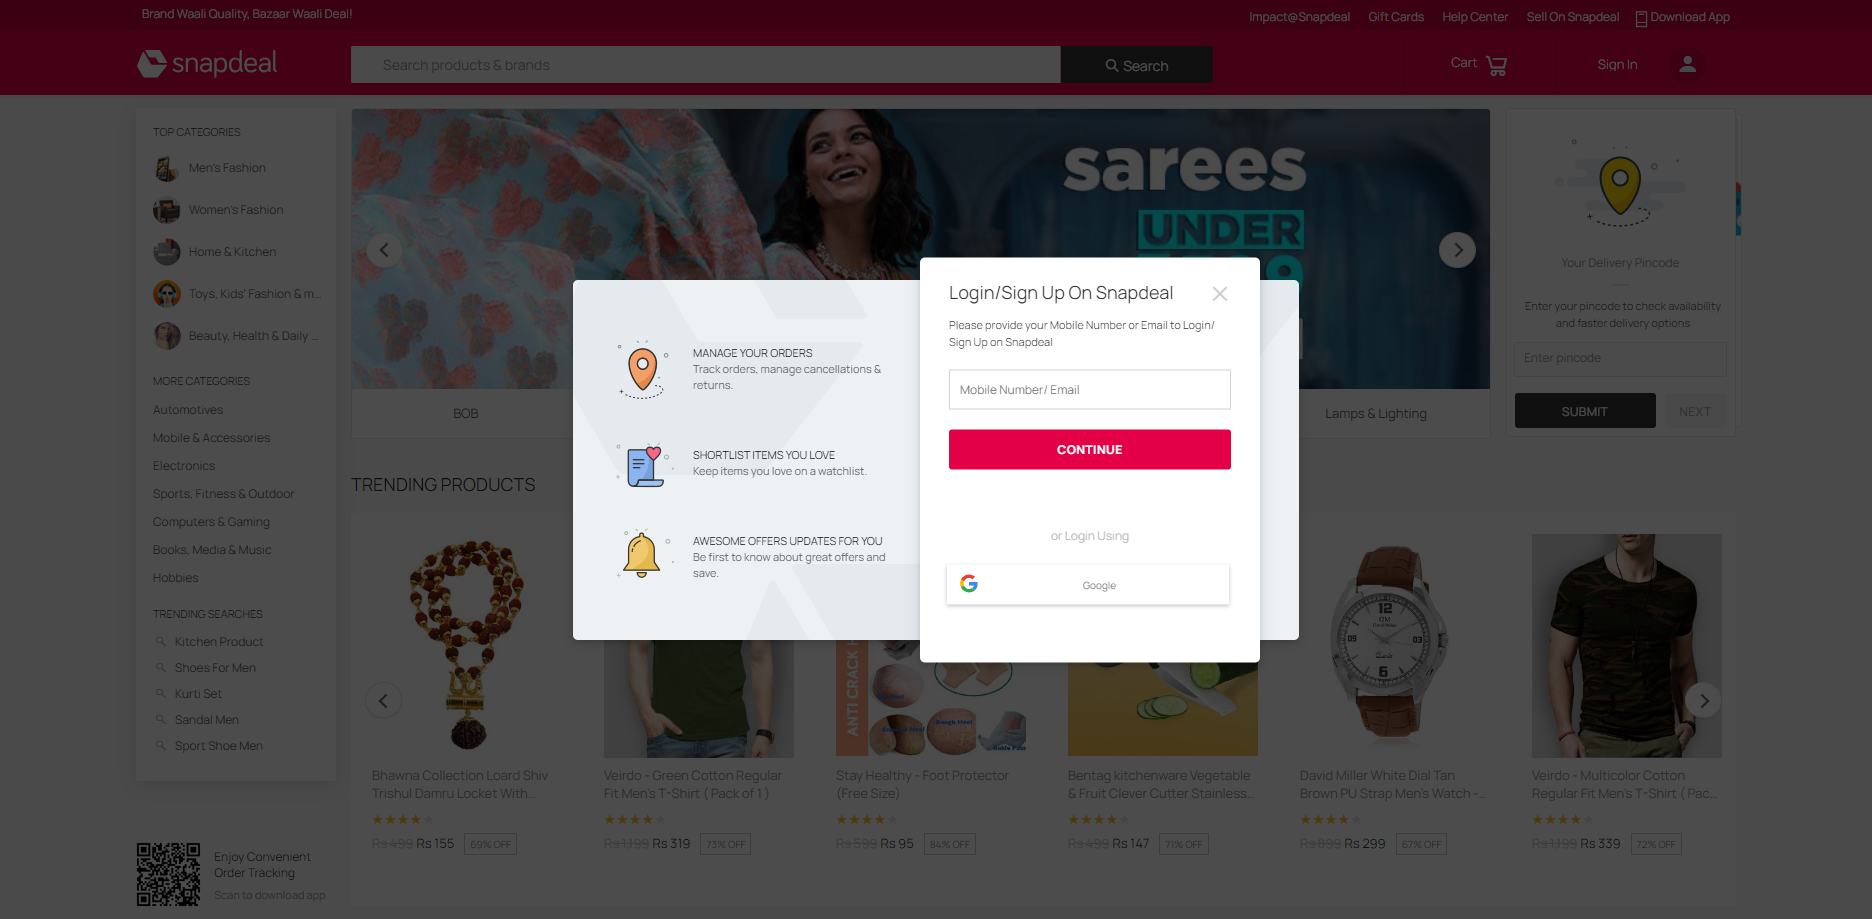 Brand Waali Quality, Bazaar Waali Deal!
Impact@Snapdeal
Gift Cards
Help Center
Sell On Snapdeal
Download App
snapdeal
Search products & brands
Search
Cart
Sign In
TOP CATEGORIES
Men's Fashion
Women's Fashion
Home & Kitchen
Toys, Kids' Fashion & m...
Beauty, Health & Daily ...
MORE CATEGORIES
Automotives
Mobile & Accessories
Electronics
Sports, Fitness & Outdoor
Computers & Gaming
Books, Media & Music
Hobbies
TRENDING SEARCHES
Kitchen Product
Shoes For Men
Kurti Set
Sandal Men
Sport Shoe Men
Enjoy Convenient
Order Tracking
Scan to download app
sarees
UNDER
BOB
Lamps & Lighting
Your Delivery Pincode
Enter your pincode to check availability
and faster delivery options
Enter pincode
SUBMIT
NEXT
MANAGE YOUR ORDERS
Track orders, manage cancellations &
returns.
SHORTLIST ITEMS YOU LOVE
Keep items you love on a watchlist.
AWESOME OFFERS UPDATES FOR YOU
Be first to know about great offers and
save.
Login/Sign Up On Snapdeal
Please provide your Mobile Number or Email to Login/
Sign Up on Snapdeal
Mobile Number/ Email
CONTINUE
or Login Using
Google
TRENDING PRODUCTS
ANTI CRACK
12
09
03
6
Bhawna Collection Loard Shiv
Trishul Damru Locket With...
Rs 499 Rs 155 69% OFF
Veirdo - Green Cotton Regular
Fit Men's T-Shirt ( Pack of 1 )
Rs 1,199 Rs 319 73% OFF
Stay Healthy - Foot Protector
(Free Size)
Rs 599 Rs 95 84% OFF
Bentag kitchenware Vegetable
& Fruit Clever Cutter Stainless...
Rs 499 Rs 147 71% OFF
David Miller White Dial Tan
Brown PU Strap Men's Watch -...
Rs 899 Rs 299 67% OFF
Veirdo - Multicolor Cotton
Regular Fit Men's T-Shirt ( Pac...
Rs 1,199 Rs 339 72% OFF